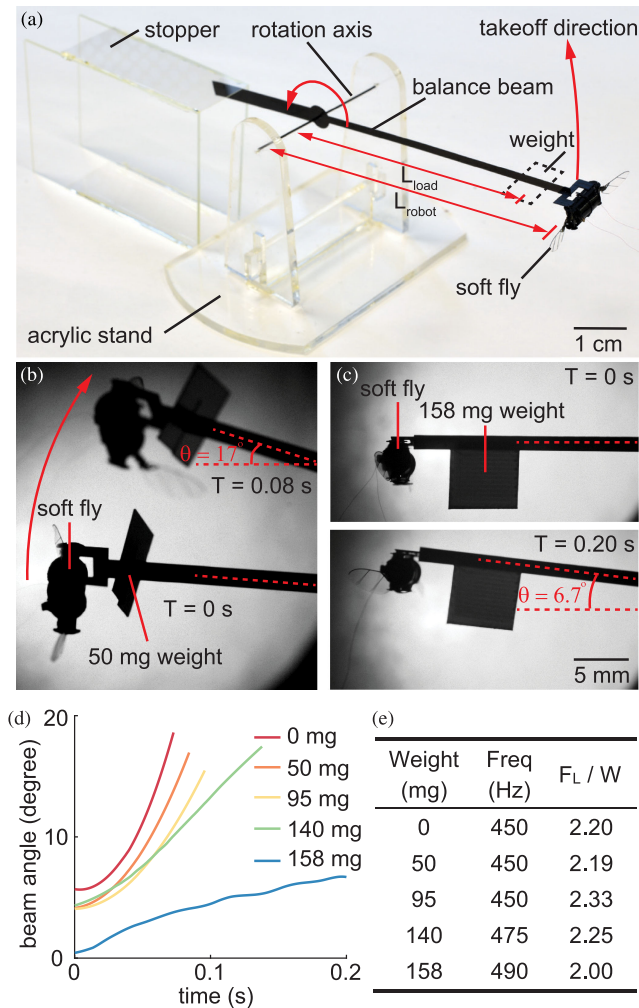 (a)
stopper
rotation axis
takeoff direction
balance beam
weight
L_load
L_robot
soft fly
acrylic stand
1 cm
(b)
θ = 17°
T = 0.08 s
soft fly
T = 0 s
50 mg weight
(c)
T = 0 s
soft fly
158 mg weight
T = 0.20 s
θ = 6.7°
5 mm
(d)
20
10
0
beam angle (degree)
0 mg
50 mg
95 mg
140 mg
158 mg
0 0.1 0.2
time (s)
(e)
Weight (mg) Freq (Hz) F_L / W
0 450 2.20
50 450 2.19
95 450 2.33
140 475 2.25
158 490 2.00